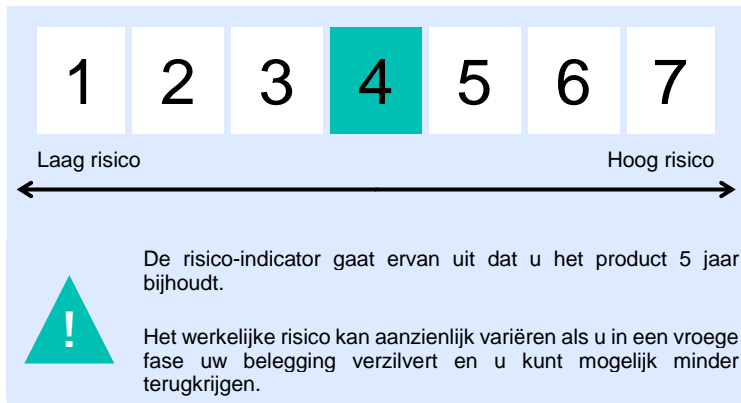 1 2 3 4 5 6 7
Laag risico Hoog risico
De risico-indicator gaat ervan uit dat u het product 5 jaar
bijhoudt.
!
Het werkelijke risico kan aanzienlijk variëren als u in een vroege
fase uw belegging verzilvert en u kunt mogelijk minder
terugkrijgen.